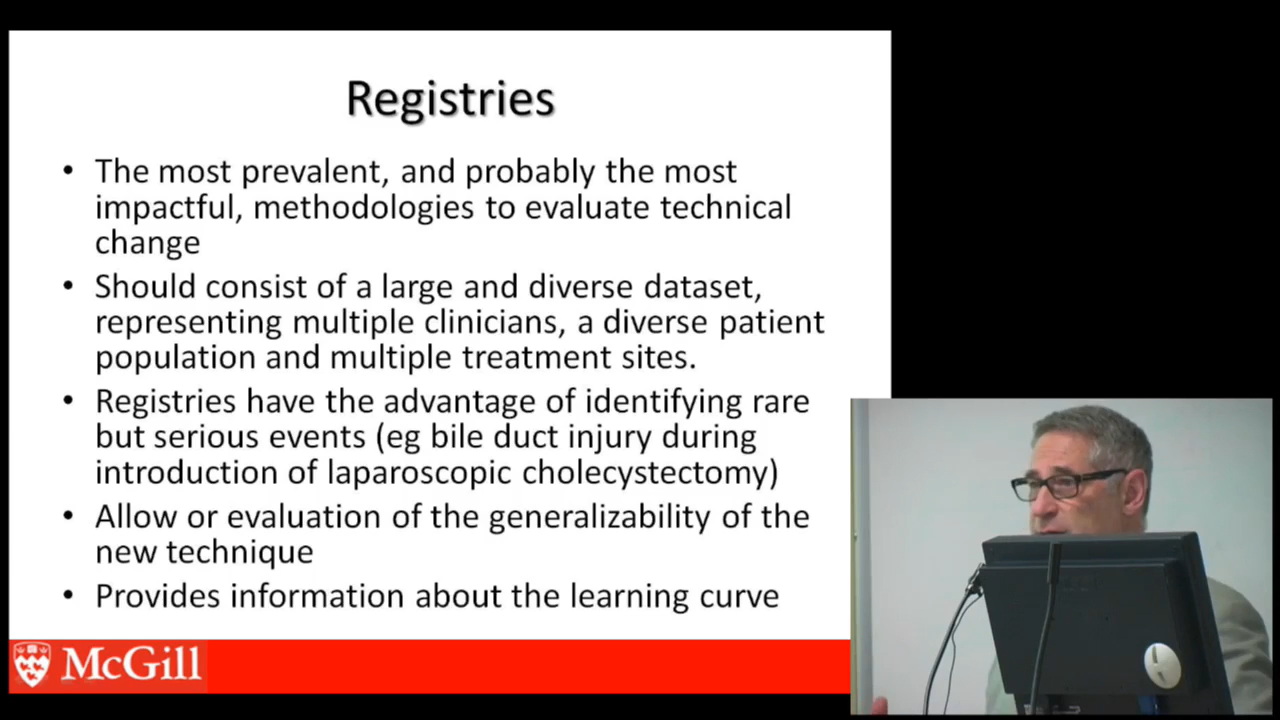 Registries
• The most prevalent, and probably the most
impactful, methodologies to evaluate technical
change
• Should consist of a large and diverse dataset,
representing multiple clinicians, a diverse patient
population and multiple treatment sites.
• Registries have the advantage of identifying rare
but serious events (eg bile duct injury during
introduction of laparoscopic cholecystectomy)
• Allow or evaluation of the generalizability of the
new technique
• Provides information about the learning curve
McGill